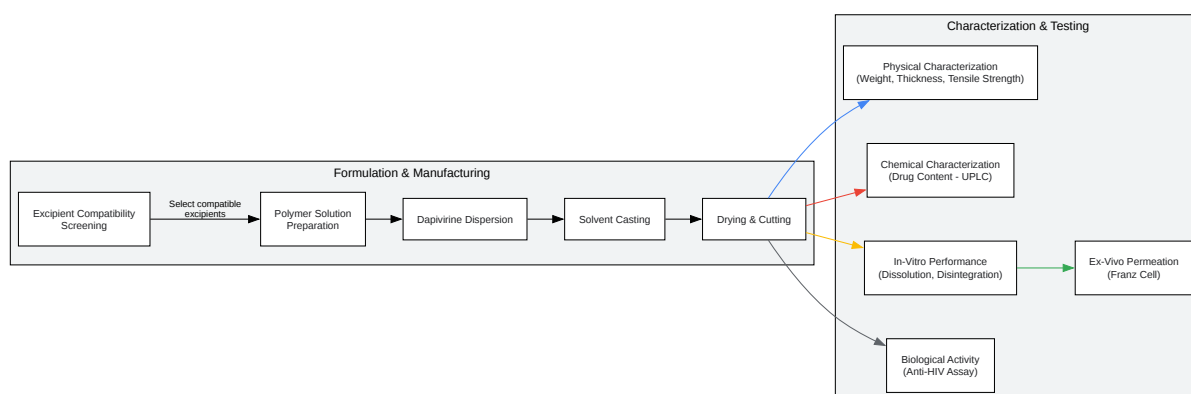 Formulation & Manufacturing
Excipient Compatibility
Screening
Select compatible
excipients
Polymer Solution
Preparation
Dapivirine Dispersion
Solvent Casting
Drying & Cutting
Characterization & Testing
Physical Characterization
(Weight, Thickness, Tensile Strength)
Chemical Characterization
(Drug Content - UPLC)
In-Vitro Performance
(Dissolution, Disintegration)
Ex-Vivo Permeation
(Franz Cell)
Biological Activity
(Anti-HIV Assay)